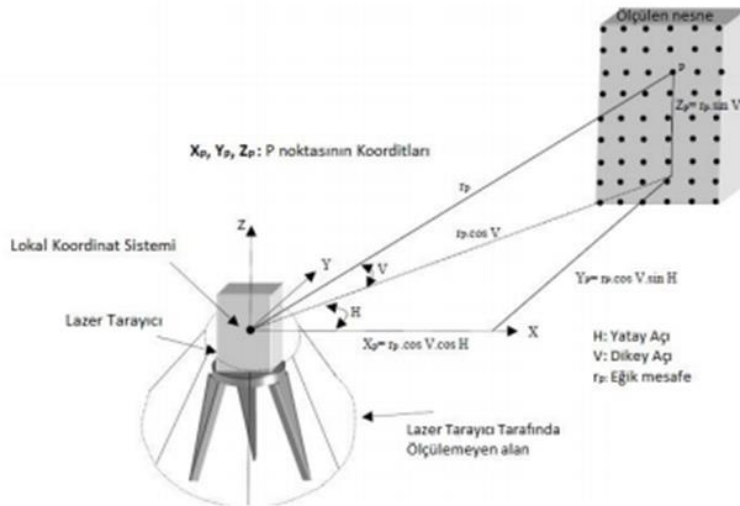 Ölçülen nesne
P
Zp= rp.sin V
Xp, Yp, Zp : P noktasının Koorditları
rp
Z
rp.cos V
Lokal Koordinat Sistemi
Y
V
Yp= rp.cos V.sin H
H
Lazer Tarayıcı
X
Xp= rp.cos V.cos H
H: Yatay Açı
V: Dikey Açı
rp: Eğik mesafe
Lazer Tarayıcı Tarafında
Ölçülemeyen alan